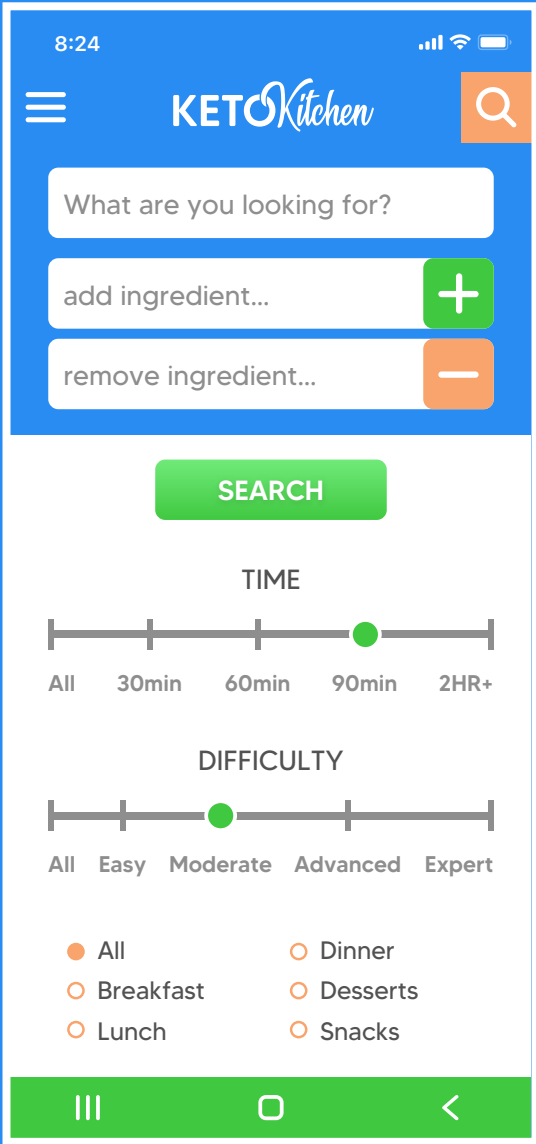 8:24
KETOKitchen
What are you looking for?
add ingredient...
remove ingredient...
SEARCH
TIME
All 30min 60min 90min 2HR+
DIFFICULTY
All Easy Moderate Advanced Expert
All Dinner
Breakfast Desserts
Lunch Snacks